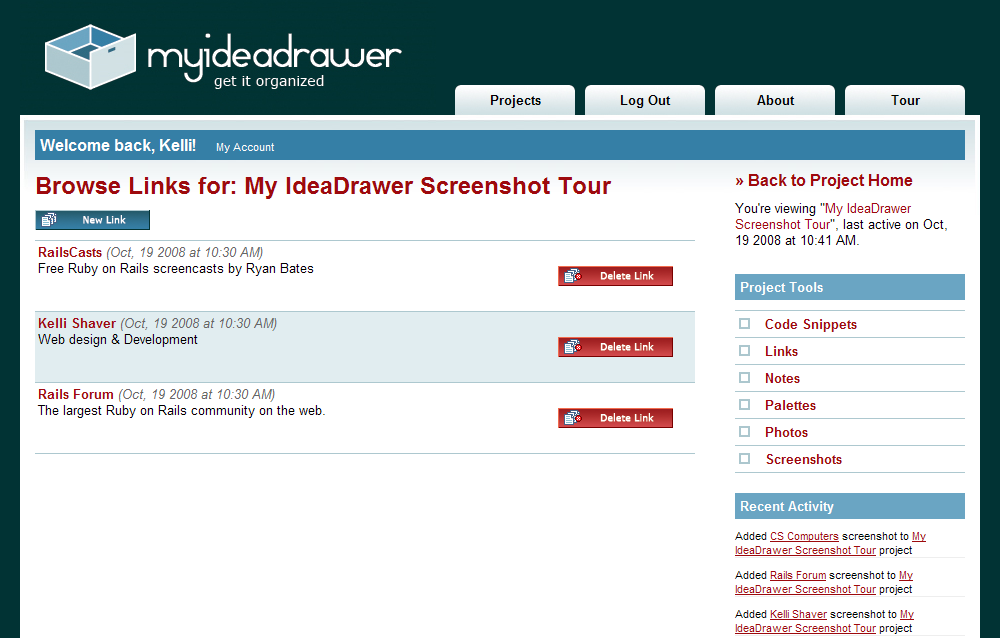 myideadrawer
get it organized
Projects
Log Out
About
Tour
Welcome back, Kelli!
My Account
Browse Links for: My IdeaDrawer Screenshot Tour
New Link
RailsCasts (Oct, 19 2008 at 10:30 AM)
Free Ruby on Rails screencasts by Ryan Bates
Delete Link
Kelli Shaver (Oct, 19 2008 at 10:30 AM)
Web design & Development
Delete Link
Rails Forum (Oct, 19 2008 at 10:30 AM)
The largest Ruby on Rails community on the web.
Delete Link
» Back to Project Home
You're viewing "My IdeaDrawer
Screenshot Tour", last active on Oct,
19 2008 at 10:41 AM.
Project Tools
Code Snippets
Links
Notes
Palettes
Photos
Screenshots
Recent Activity
Added CS Computers screenshot to My
IdeaDrawer Screenshot Tour project
Added Rails Forum screenshot to My
IdeaDrawer Screenshot Tour project
Added Kelli Shaver screenshot to My
IdeaDrawer Screenshot Tour project